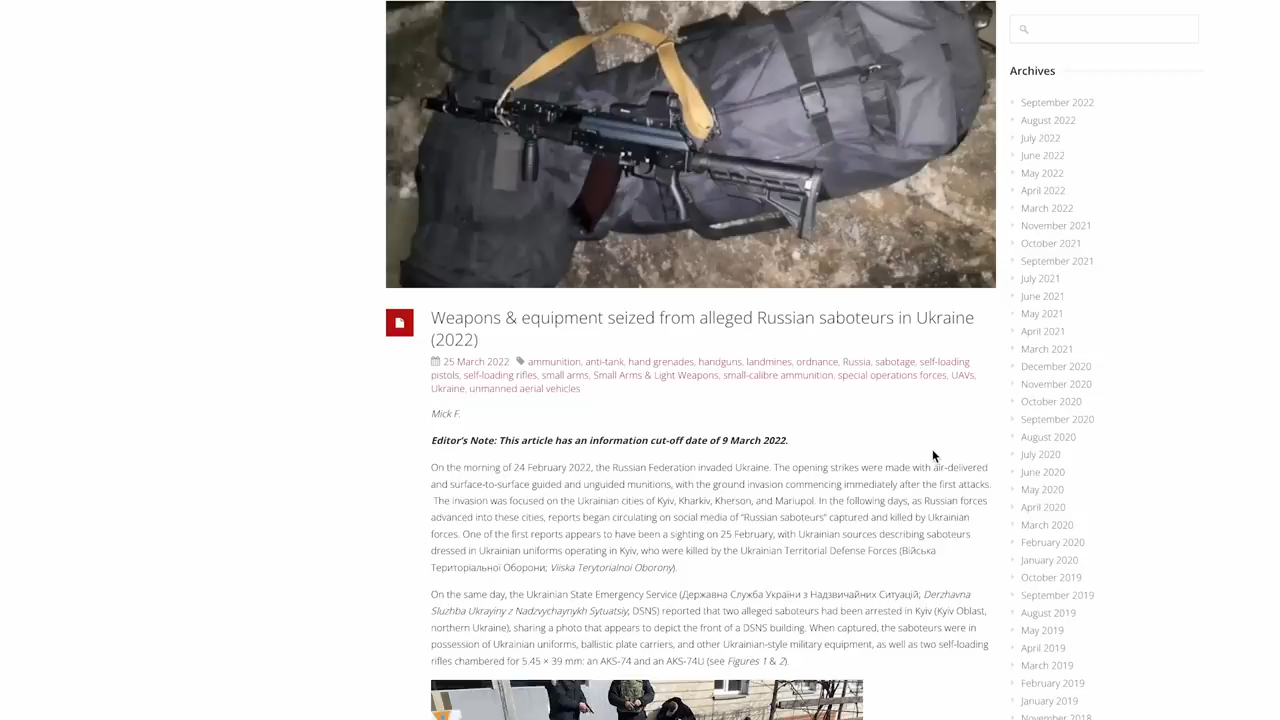 Weapons & equipment seized from alleged Russian saboteurs in Ukraine
(2022)
25 March 2022 ammunition, anti-tank, hand grenades, handguns, landmines, ordnance, Russia, sabotage, self-loading
pistols, self-loading rifles, small arms, Small Arms & Light Weapons, small-calibre ammunition, special operations forces, UAVs,
Ukraine, unmanned aerial vehicles
Mick F.
Editor's Note: This article has an information cut-off date of 9 March 2022.
On the morning of 24 February 2022, the Russian Federation invaded Ukraine. The opening strikes were made with air-delivered
and surface-to-surface guided and unguided munitions, with the ground invasion commencing immediately after the first attacks.
The invasion was focused on the Ukrainian cities of Kyiv, Kharkiv, Kherson, and Mariupol. In the following days, as Russian forces
advanced into these cities, reports began circulating on social media of “Russian saboteurs” captured and killed by Ukrainian
forces. One of the first reports appears to have been a sighting on 25 February, with Ukrainian sources describing saboteurs
dressed in Ukrainian uniforms operating in Kyiv, who were killed by the Ukrainian Territorial Defense Forces (Війська
Територіальної Оборони; Viiska Terytorialnoi Oborony).
On the same day, the Ukrainian State Emergency Service (Державна Служба України з Надзвичайних Ситуацій; Derzhavna
Sluzhba Ukrayiny z Nadzvychaynykh Sytuatsiy, DSNS) reported that two alleged saboteurs had been arrested in Kyiv (Kyiv Oblast,
northern Ukraine), sharing a photo that appears to depict the front of a DSNS building. When captured, the saboteurs were in
possession of Ukrainian uniforms, ballistic plate carriers, and other Ukrainian-style military equipment, as well as two self-loading
rifles chambered for 5.45 × 39 mm: an AKS-74 and an AKS-74U (see Figures 1 & 2).
Archives
September 2022
August 2022
July 2022
June 2022
May 2022
April 2022
March 2022
November 2021
October 2021
September 2021
July 2021
June 2021
May 2021
April 2021
March 2021
December 2020
November 2020
October 2020
September 2020
August 2020
July 2020
June 2020
May 2020
April 2020
March 2020
February 2020
January 2020
October 2019
September 2019
August 2019
May 2019
April 2019
March 2019
February 2019
January 2019
November 2018